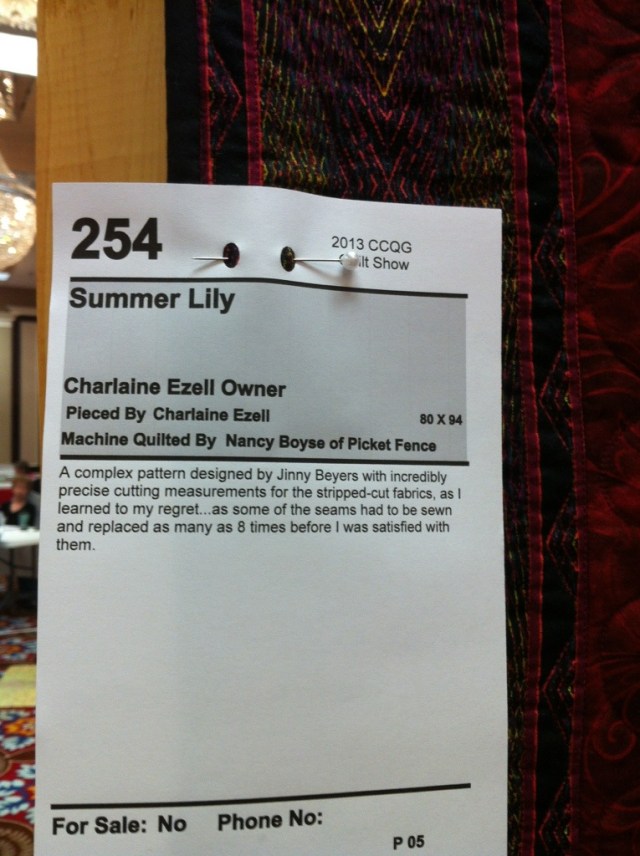 254
2013 CCQG
lt Show
Summer Lily
Charlaine Ezell Owner
Pieced By Charlaine Ezell
80 X 94
Machine Quilted By Nancy Boyse of Picket Fence
A complex pattern designed by Jinny Beyers with incredibly
precise cutting measurements for the stripped-cut fabrics, as I
learned to my regret...as some of the seams had to be sewn
and replaced as many as 8 times before I was satisfied with
them.
For Sale: No Phone No:
P 05